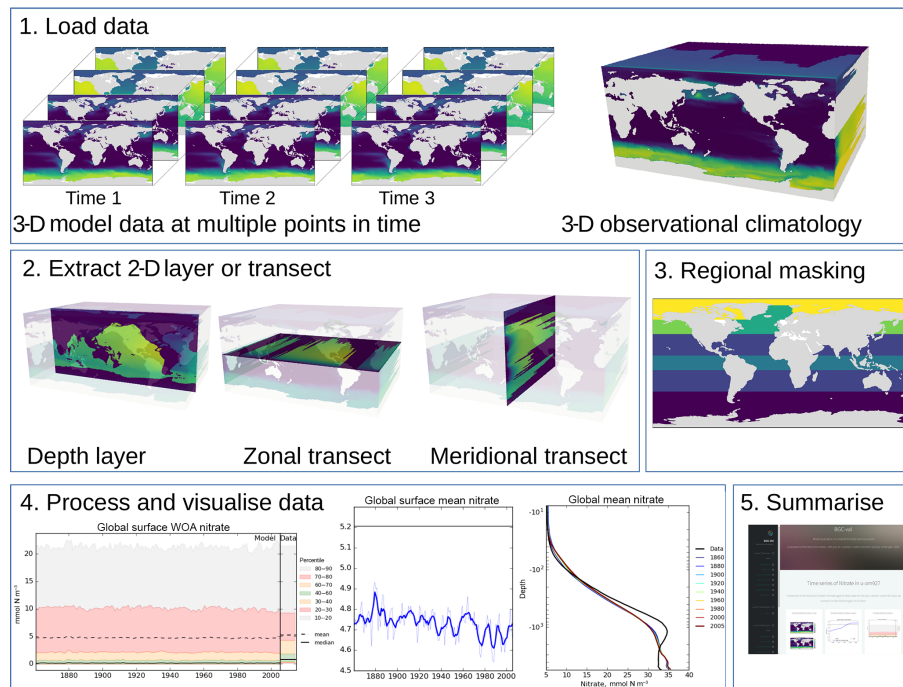 1. Load data
Time 1
Time 2
Time 3
3-D model data at multiple points in time
3-D observational climatology
2. Extract 2-D layer or transect
Depth layer
Zonal transect
Meridional transect
3. Regional masking
4. Process and visualise data
Global surface WOA nitrate
Model
Data
mmol N m⁻³
20
15
10
5
0
1880 1900 1920 1940 1960 1980 2000
Percentile
80-90
70-80
60-70
40-60
30-40
20-30
10-20
mean
median
Global surface mean nitrate
5.3
5.2
5.1
5.0
4.9
4.8
4.7
4.6
4.5
1880 1900 1920 1940 1960 1980 2000
Global mean nitrate
Depth
-10¹
-10²
-10³
Data
1860
1880
1900
1920
1940
1960
1980
2000
2005
5 10 15 20 25 30 35 40
Nitrate, mmol N m⁻³
5. Summarise
BGC-val
Time series of Nitrate in u-am927